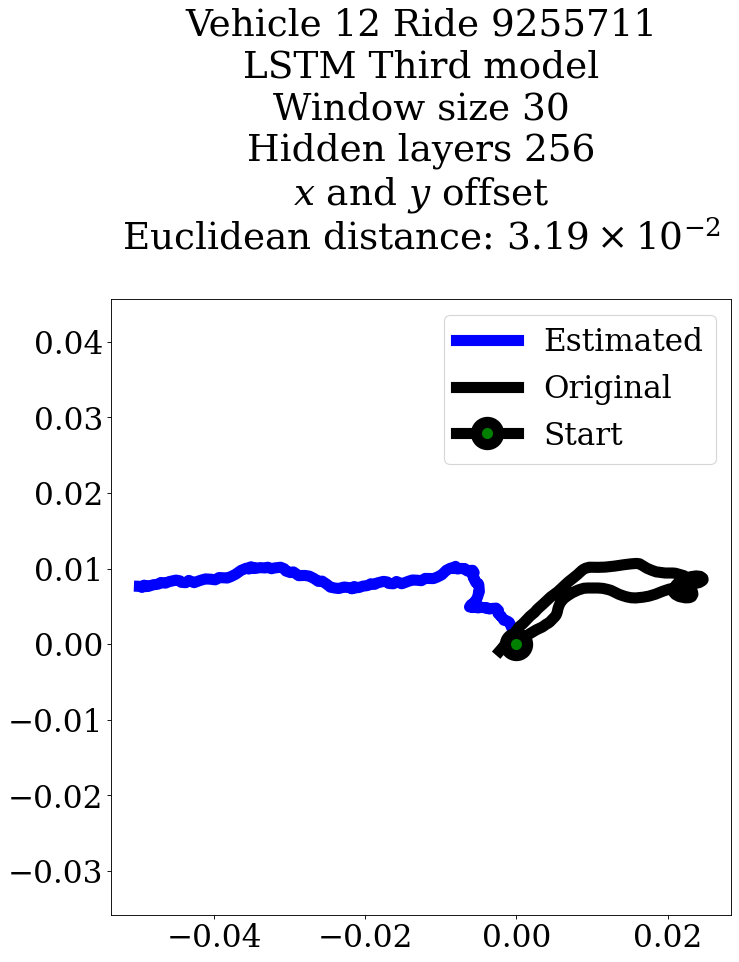 Vehicle 12 Ride 9255711
LSTM Third model
Window size 30
Hidden layers 256
x and y offset
Euclidean distance: 3.19 × 10⁻²
Estimated
Original
Start
0.04
0.03
0.02
0.01
0.00
−0.01
−0.02
−0.03
−0.04 −0.02 0.00 0.02